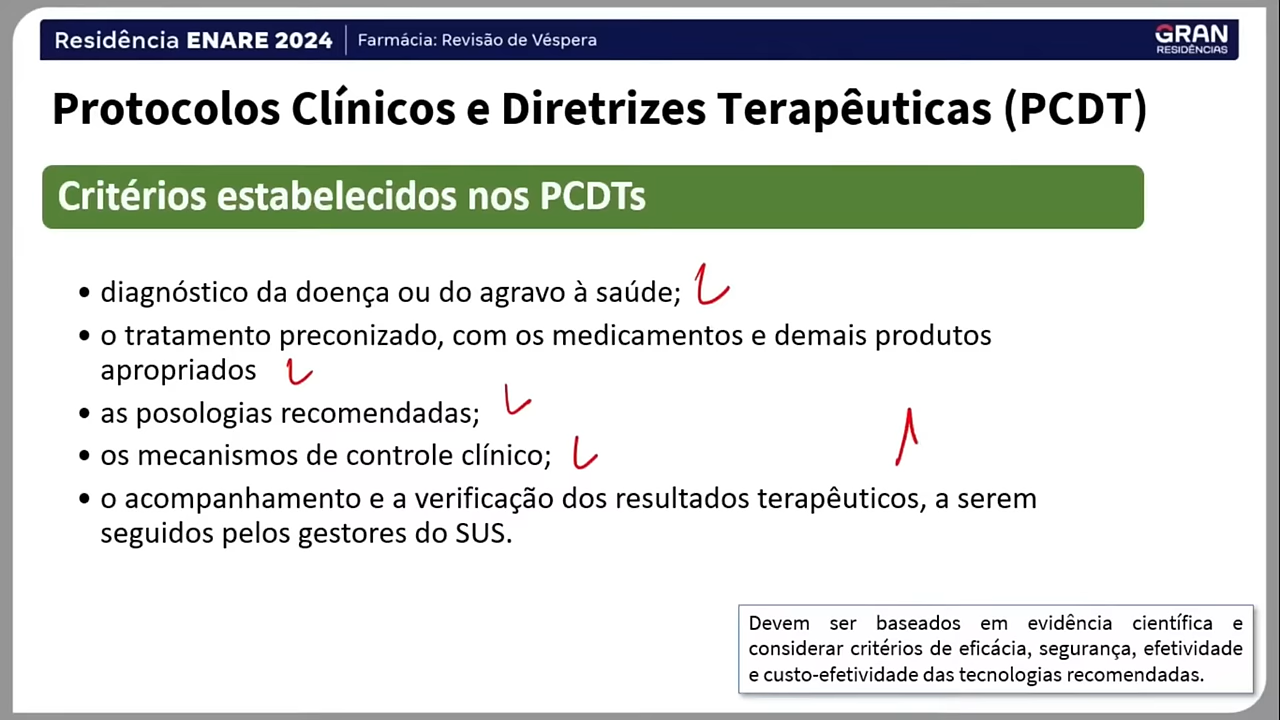 Residência ENARE 2024 | Farmácia: Revisão de Véspera
GRAN
RESIDÊNCIAS
Protocolos Clínicos e Diretrizes Terapêuticas (PCDT)
Critérios estabelecidos nos PCDTs
• diagnóstico da doença ou do agravo à saúde;
• o tratamento preconizado, com os medicamentos e demais produtos
apropriados
• as posologias recomendadas;
• os mecanismos de controle clínico;
• o acompanhamento e a verificação dos resultados terapêuticos, a serem
seguidos pelos gestores do SUS.
Devem ser baseados em evidência científica e
considerar critérios de eficácia, segurança, efetividade
e custo-efetividade das tecnologias recomendadas.